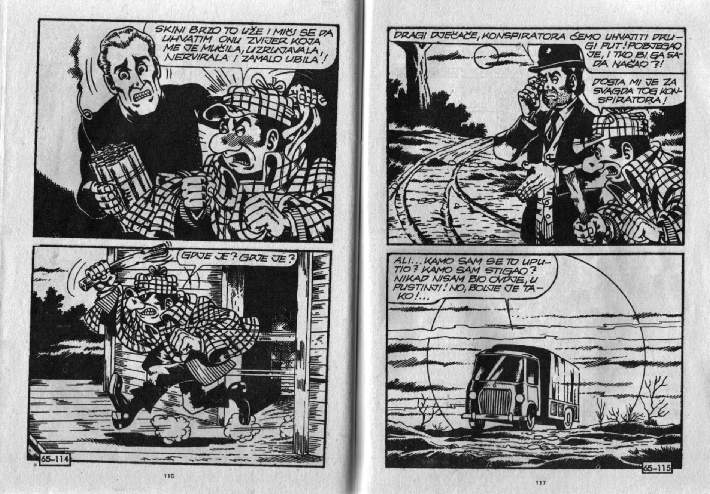 SKINI BRZO TO UŽE I MIČI SE DA
UHVATIM ONU ZVIJER KOJA
ME JE MUČILA, UZRUJAVALA,
NERVIRALA I ZAMALO UBILA!!
GDJE JE? GDJE JE?
65-114
116
DRAGI DJEČAČE, KONSPIRATORA ĆEMO UHVATITI DRU-
GI PUT! POBJEGAO
JE, I TKO BI GA SA-
DA NAŠAO?!
DOSTA MI JE ZA
SVAGDA TOG KON-
SPIRATORA!
ALI... KAMO SAM SE TO UPU-
TIO? KAMO SAM STIGAO?
NIKAD NISAM BIO OVDJE, U
PUSTINJI! NO, BOLJE JE TA-
KO!...
65-115
117